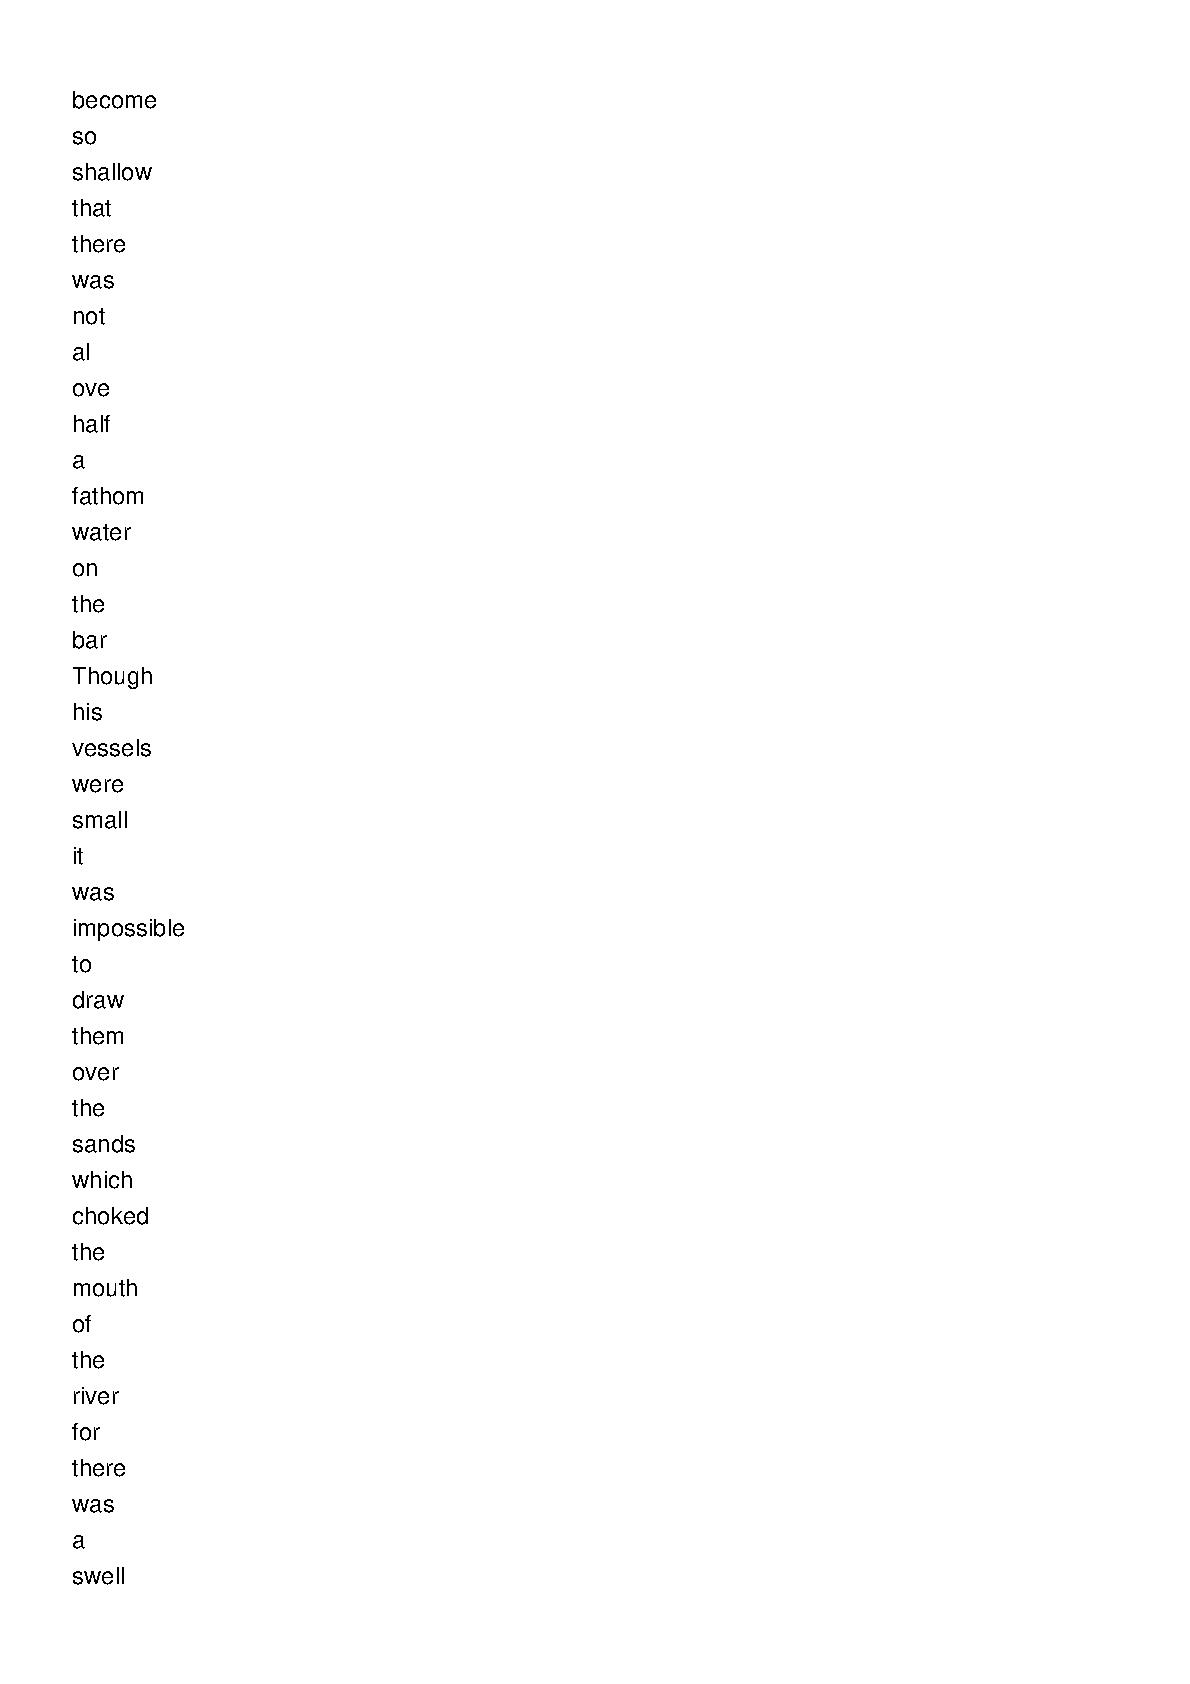 become
so
shallow
that
there
was
not
al
ove
half
a
fathom
water
on
the
bar
Though
his
vessels
were
small
it
was
impossible
to
draw
them
over
the
sands
which
choked
the
mouth
of
the
river
for
there
was
a
swell